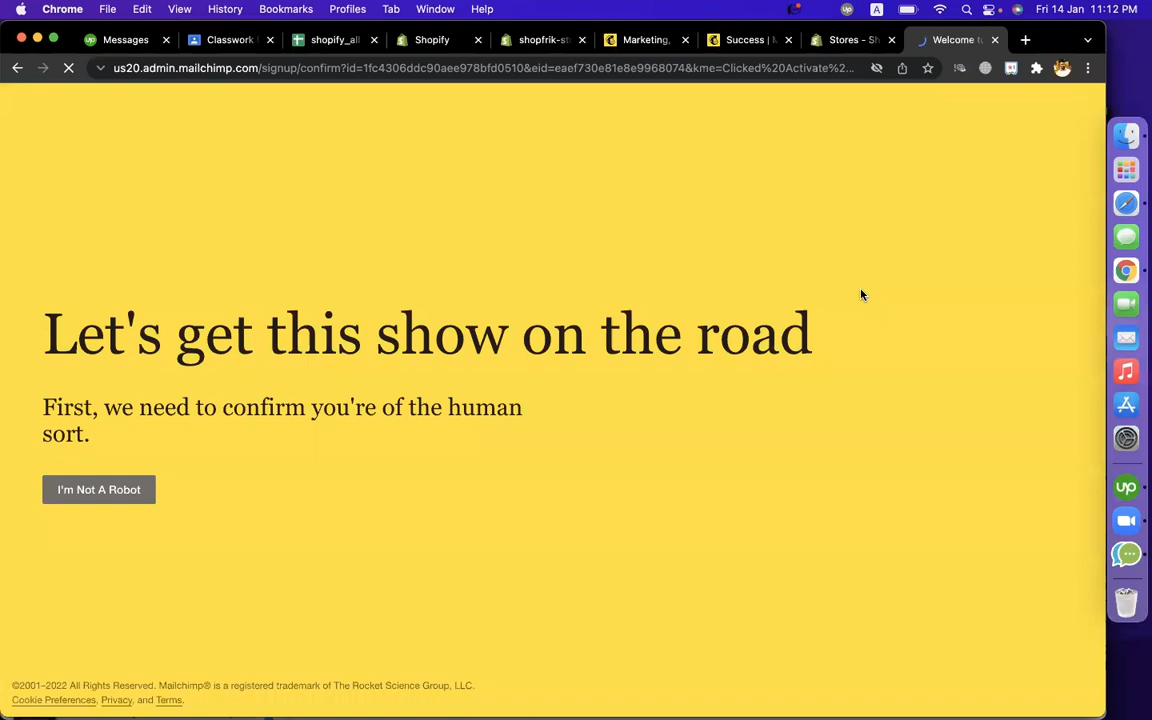 Chrome File Edit View History Bookmarks Profiles Tab Window Help A Fri 14 Jan 11:12 PM
Messages Classwork shopify_all Shopify shopfrik-st Marketing, Success | M Stores - Sh Welcome to
us20.admin.mailchimp.com/signup/confirm?id=1fc4306ddc90aee978bfd0510&eid=eaef730e81e8e9968074&kme=Clicked%20Activate%2...
Let's get this show on the road
First, we need to confirm you're of the human
sort.
I'm Not A Robot
©2001–2022 All Rights Reserved. Mailchimp® is a registered trademark of The Rocket Science Group, LLC.
Cookie Preferences, Privacy, and Terms.